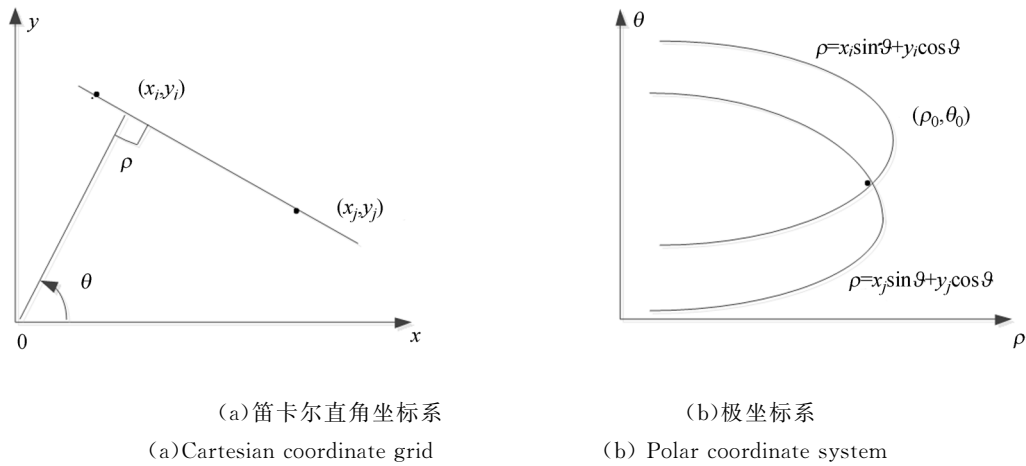 y
(xi,yi)
ρ
(xj,yj)
θ
0
x
θ
ρ=xisinϑ+yicosϑ
(ρ0,θ0)
ρ=xjsinϑ+yjcosϑ
ρ
(a)笛卡尔直角坐标系
(a)Cartesian coordinate grid
(b)极坐标系
(b) Polar coordinate system